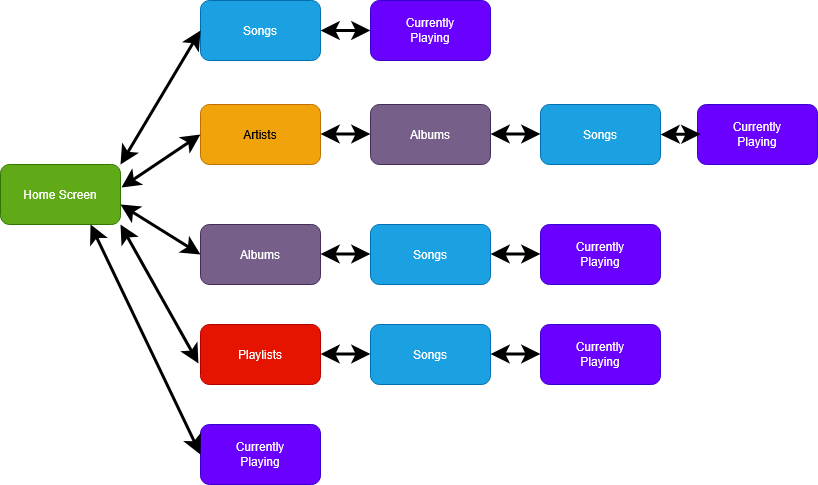 Songs
Currently
Playing
Artists
Albums
Songs
Currently
Playing
Home Screen
Albums
Songs
Currently
Playing
Playlists
Songs
Currently
Playing
Currently
Playing